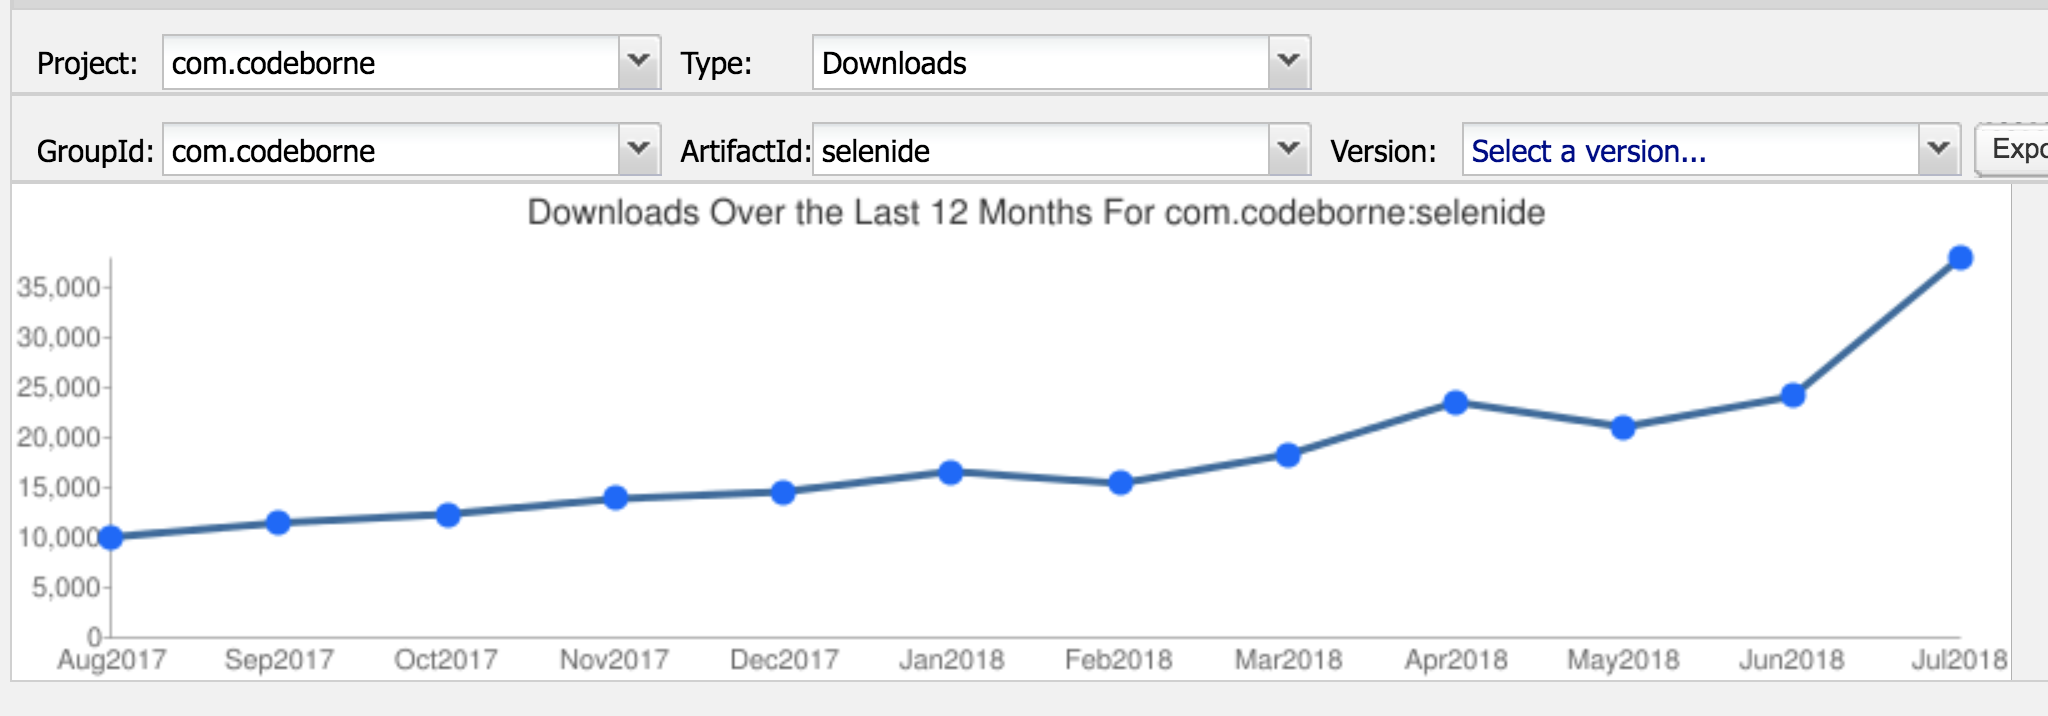 Project: com.codeborne Type: Downloads
GroupId: com.codeborne ArtifactId: selenide Version: Select a version... Expo
Downloads Over the Last 12 Months For com.codeborne:selenide
35,000
30,000
25,000
20,000
15,000
10,000
5,000
0
Aug2017 Sep2017 Oct2017 Nov2017 Dec2017 Jan2018 Feb2018 Mar2018 Apr2018 May2018 Jun2018 Jul2018